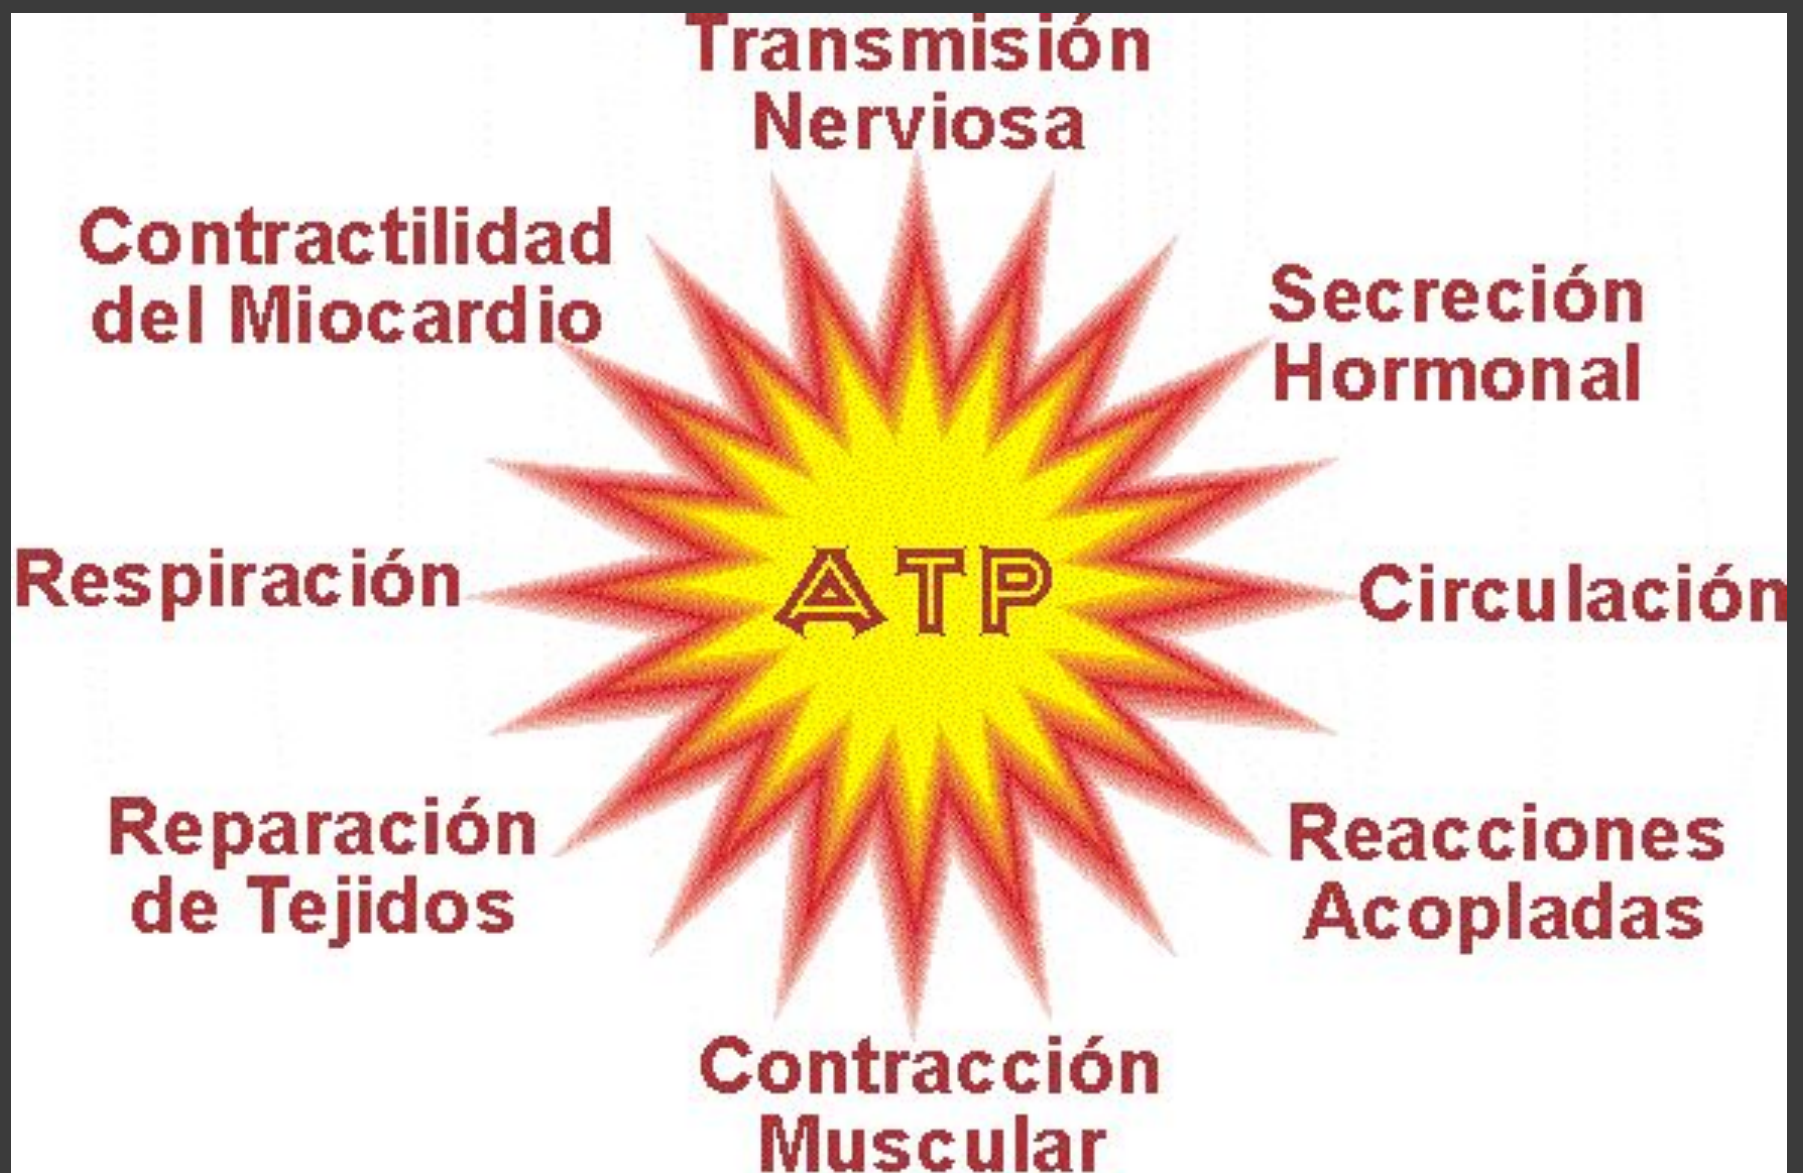 Transmisión
Nerviosa
Contractilidad
del Miocardio
Secreción
Hormonal
Respiración
ATP
Circulación
Reparación
de Tejidos
Reacciones
Acopladas
Contracción
Muscular